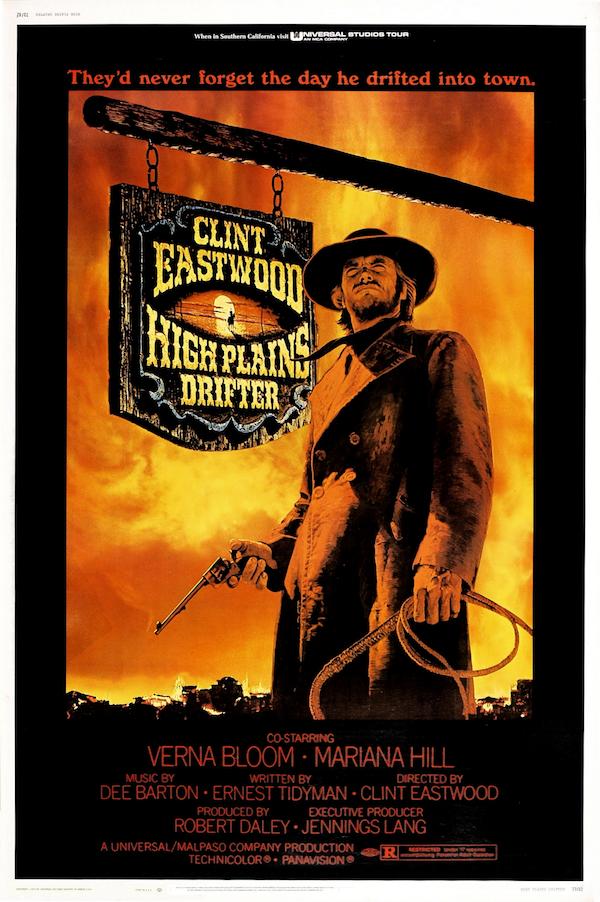 When in Southern California visit UNIVERSAL STUDIOS TOUR
AN MCA COMPANY
They'd never forget the day he drifted into town.
CLINT
EASTWOOD
HIGH PLAINS
DRIFTER
CO-STARRING
VERNA BLOOM · MARIANA HILL
MUSIC BY WRITTEN BY DIRECTED BY
DEE BARTON · ERNEST TIDYMAN · CLINT EASTWOOD
PRODUCED BY EXECUTIVE PRODUCER
ROBERT DALEY · JENNINGS LANG
A UNIVERSAL/MALPASO COMPANY PRODUCTION
TECHNICOLOR® · PANAVISION®
R RESTRICTED